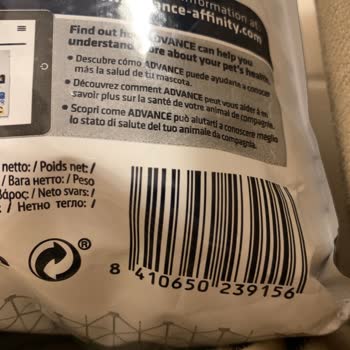 information at
vance-affinity.com
Find out how ADVANCE can help you
understand more about your pet's health.
• Descubre cómo ADVANCE puede ayudarte a conocer
más la salud de tu mascota.
• Découvrez comment ADVANCE peut vous aider à en
savoir plus sur la santé de votre animal de compagnie.
• Scopri come ADVANCE può aiutarti a conoscere meglio
lo stato di salute del tuo animale da compagnia.
netto: / Poids net: /
/ Вага нетто: / Peso
βάρος: / Neto svars: /
: / Нетно тегло: /
®
8 410650 239156